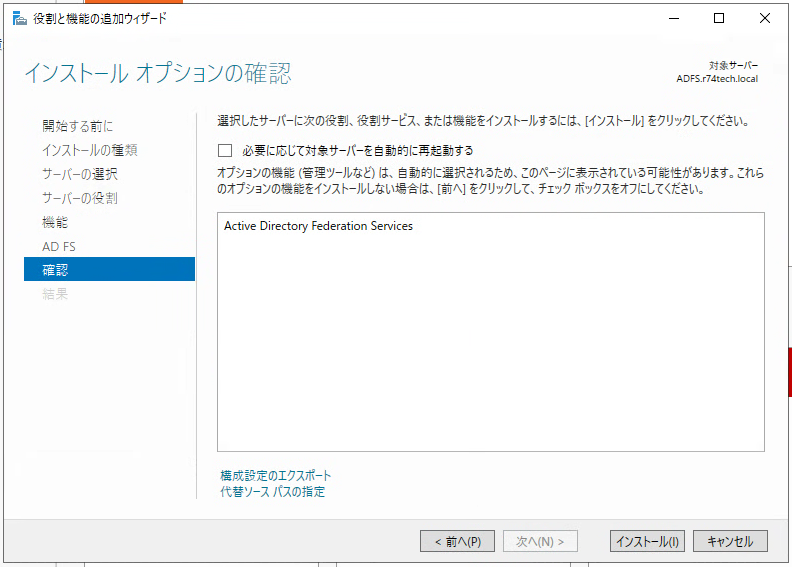 役割と機能の追加ウィザード
インストール オプションの確認
対象サーバー
ADFS.r74tech.local
開始する前に
インストールの種類
サーバーの選択
サーバーの役割
機能
AD FS
確認
結果
選択したサーバーに次の役割、役割サービス、または機能をインストールするには、[インストール] をクリックしてください。
必要に応じて対象サーバーを自動的に再起動する
オプションの機能 (管理ツールなど) は、自動的に選択されるため、このページに表示されている可能性があります。これら
のオプションの機能をインストールしない場合は、[前へ] をクリックして、チェック ボックスをオフにしてください。
Active Directory Federation Services
構成設定のエクスポート
代替ソース パスの指定
< 前へ(P)
次へ(N) >
インストール(I)
キャンセル